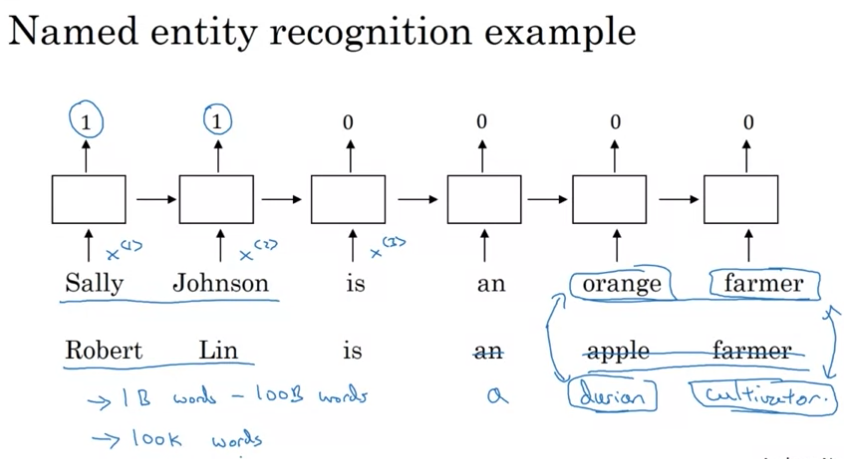 Named entity recognition example
1 1 0 0 0 0
x<1> x<2> x<3>
Sally Johnson is an orange farmer
Robert Lin is an apple farmer
a durian cultivator.
→ 1B words - 100B words
→ 100K words